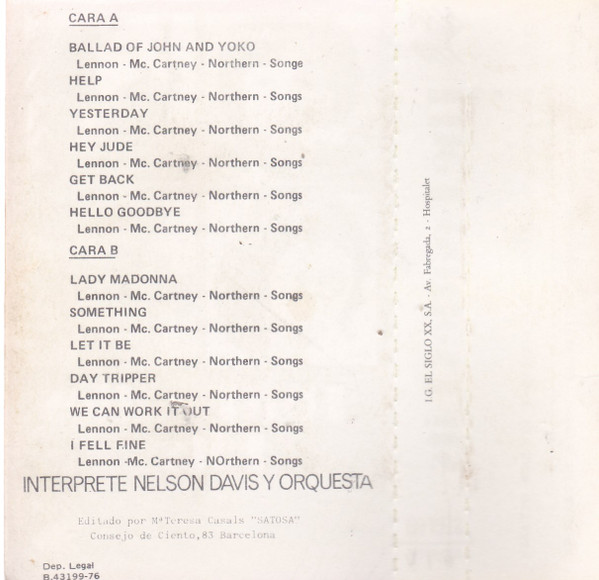 CARA A
BALLAD OF JOHN AND YOKO
Lennon - Mc. Cartney - Northern - Songe
HELP
Lennon - Mc. Cartney - Northern - Songs
YESTERDAY
Lennon - Mc. Cartney - Northern - Songs
HEY JUDE
Lennon - Mc. Cartney - Northern - Songs
GET BACK
Lennon - Mc. Cartney - Northern - Songs
HELLO GOODBYE
Lennon - Mc. Cartney - Northern - Songs
CARA B
LADY MADONNA
Lennon - Mc. Cartney - Northern - Songs
SOMETHING
Lennon - Mc. Cartney - Northern - Songs
LET IT BE
Lennon - Mc. Cartney - Northern - Songs
DAY TRIPPER
Lennon - Mc. Cartney - Northern - Songs
WE CAN WORK IT OUT
Lennon - Mc. Cartney - Northern - Songs
I FELL F.NE
Lennon -Mc. Cartney - NOrthern - Songs
INTERPRETE NELSON DAVIS Y ORQUESTA
Editado por MªTeresa Casals "SATOSA"
Consejo de Ciento,83 Barcelona
Dep. Legal
B.43199-76
I.G. EL SIGLO XX, S.A. - Av. Fabregada, 2 - Hospitalet